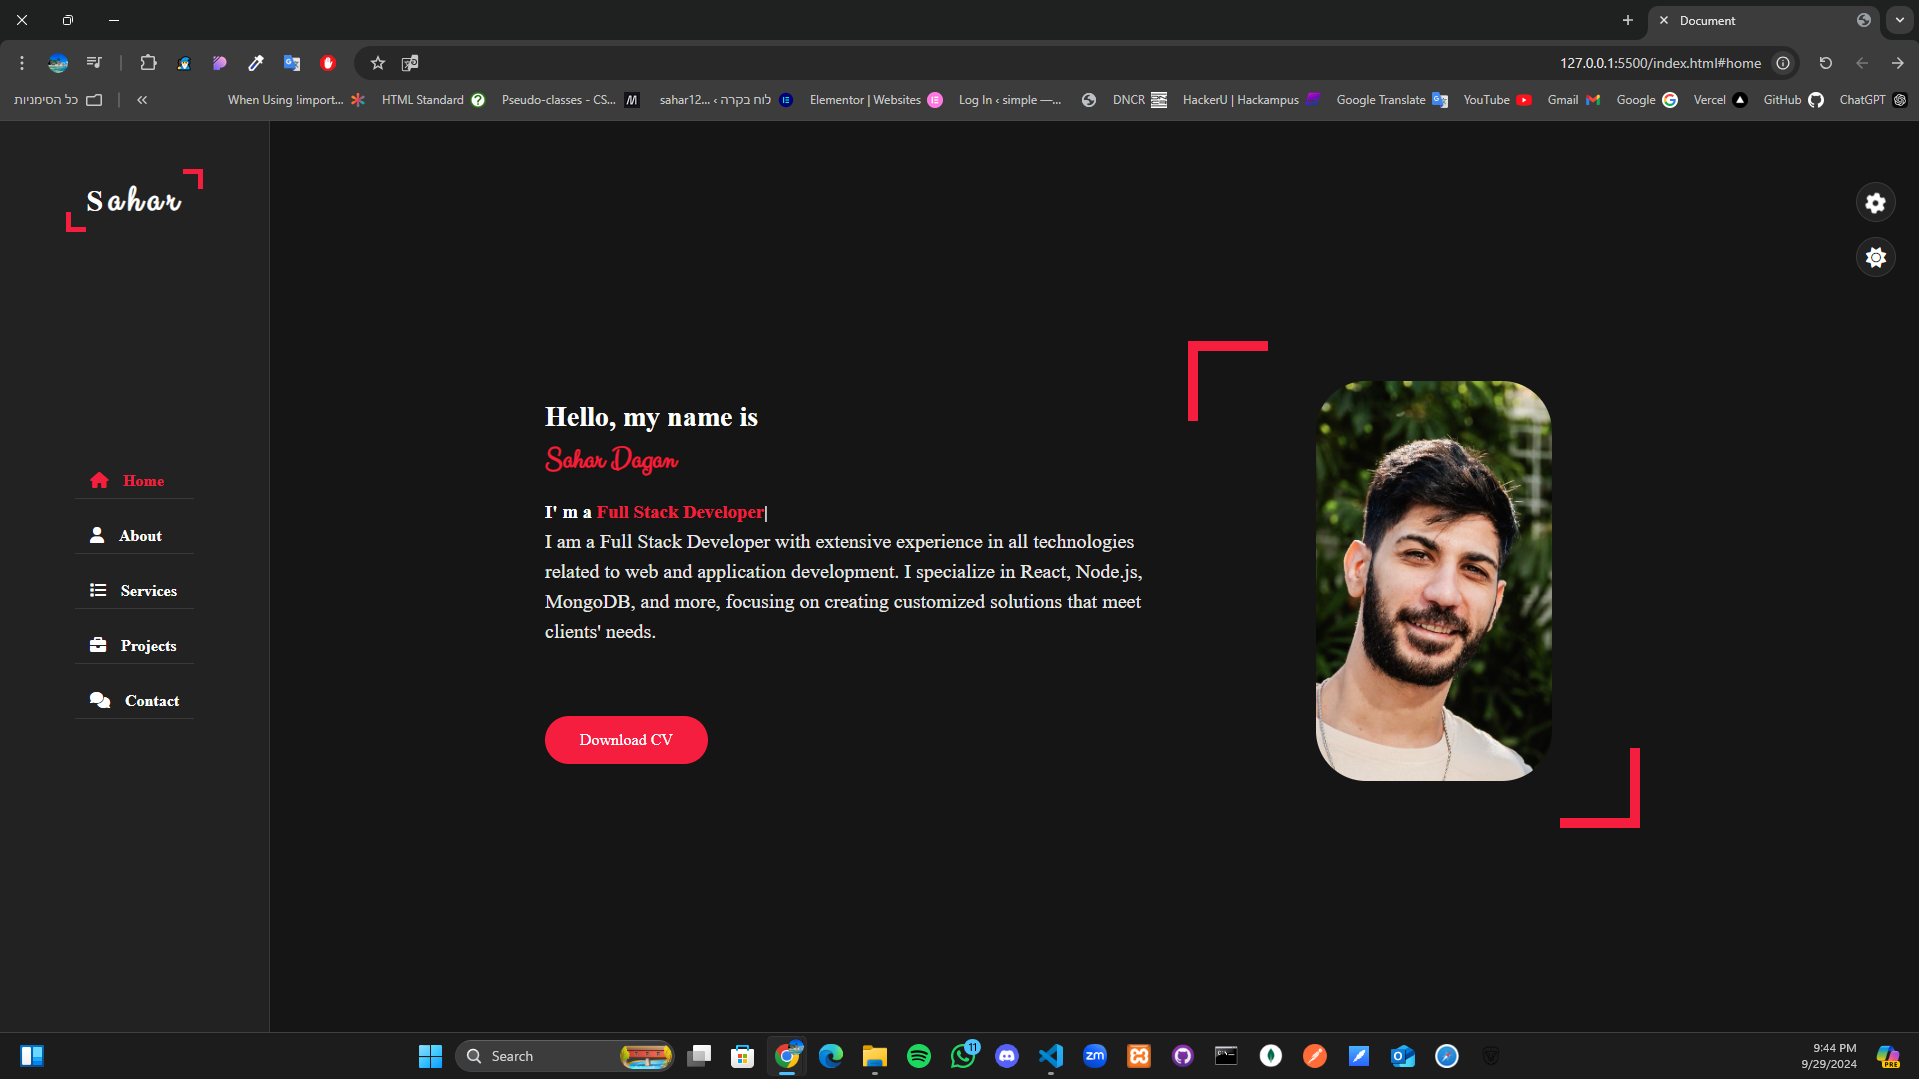 Document
127.0.0.1:5500/index.html#home
כל הסימניות
When Using !import...
HTML Standard
Pseudo-classes - CS...
לוח בקרה ‹ sahar12...
Elementor | Websites
Log In ‹ simple —...
DNCR
HackerU | Hackampus
Google Translate
YouTube
Gmail
Google
Vercel
GitHub
ChatGPT
Sahar
Home
About
Services
Projects
Contact
Hello, my name is
Sahar Dagan
I' m a Full Stack Developer|
I am a Full Stack Developer with extensive experience in all technologies
related to web and application development. I specialize in React, Node.js,
MongoDB, and more, focusing on creating customized solutions that meet
clients' needs.
Download CV
Search
11
zm
9:44 PM
9/29/2024
PRE